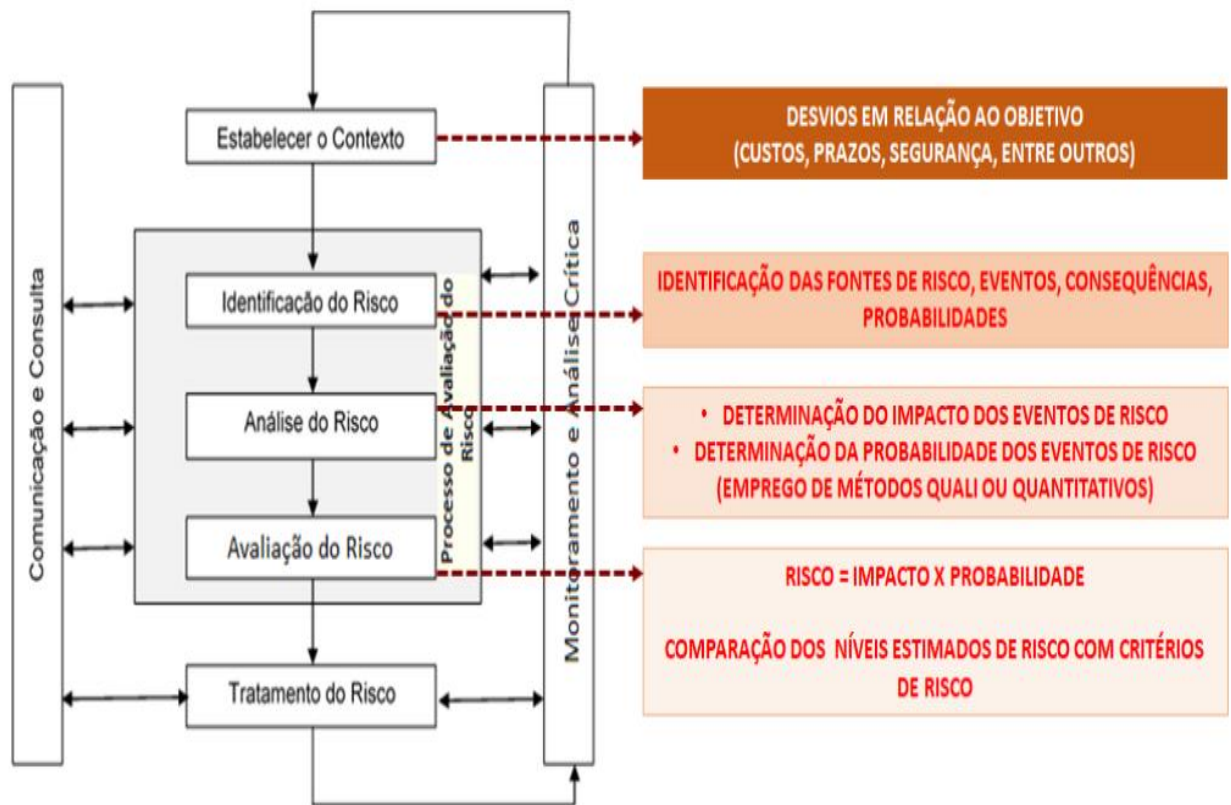 Comunicação e Consulta
Estabelecer o Contexto
Identificação do Risco
Análise do Risco
Avaliação do Risco
Tratamento do Risco
Processo de Avaliação do
Risco
Monitoramento e Análise Crítica
DESVIOS EM RELAÇÃO AO OBJETIVO
(CUSTOS, PRAZOS, SEGURANÇA, ENTRE OUTROS)
IDENTIFICAÇÃO DAS FONTES DE RISCO, EVENTOS, CONSEQUÊNCIAS,
PROBABILIDADES
• DETERMINAÇÃO DO IMPACTO DOS EVENTOS DE RISCO
• DETERMINAÇÃO DA PROBABILIDADE DOS EVENTOS DE RISCO
(EMPREGO DE MÉTODOS QUALI OU QUANTITATIVOS)
RISCO = IMPACTO X PROBABILIDADE
COMPARAÇÃO DOS NÍVEIS ESTIMADOS DE RISCO COM CRITÉRIOS
DE RISCO